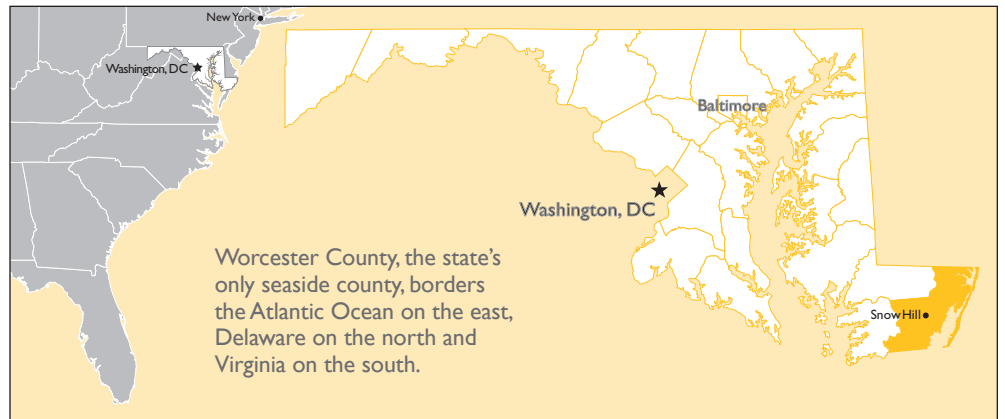 New York
Washington, DC
Baltimore
Washington, DC
Worcester County, the state's
only seaside county, borders
the Atlantic Ocean on the east,
Delaware on the north and
Virginia on the south.
Snow Hill